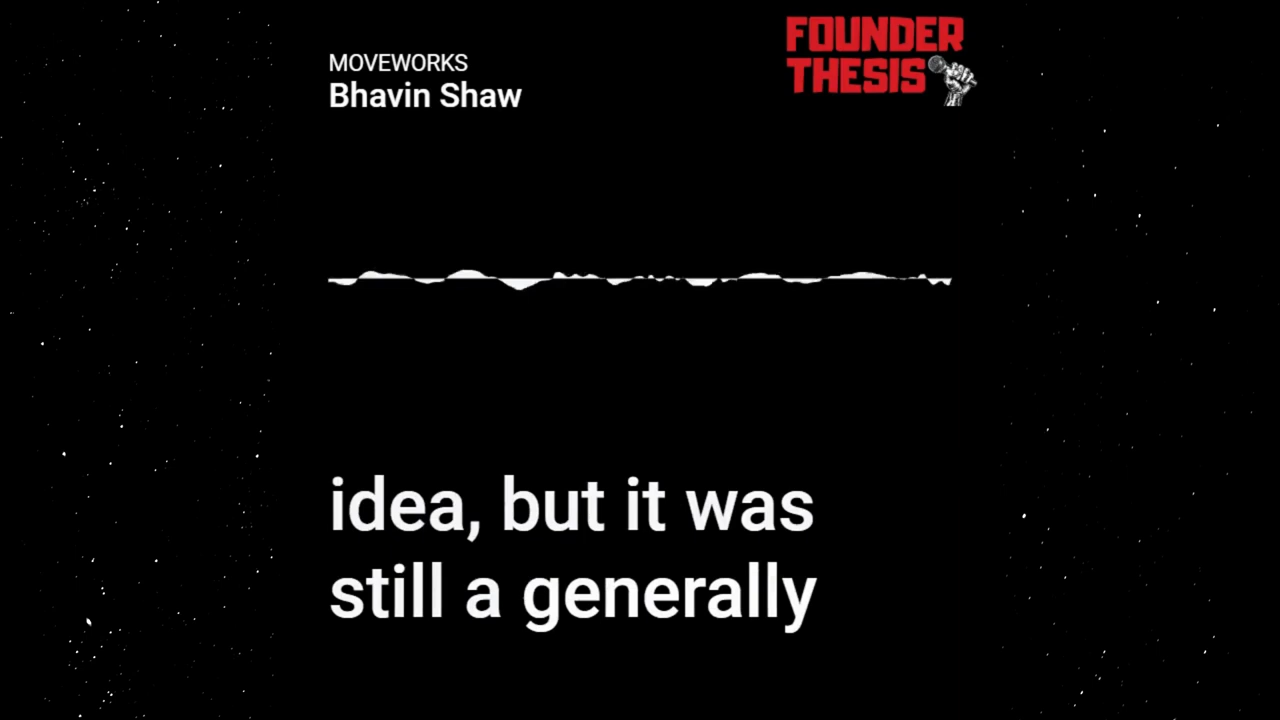 MOVEWORKS
Bhavin Shaw
FOUNDER
THESIS
idea, but it was
still a generally